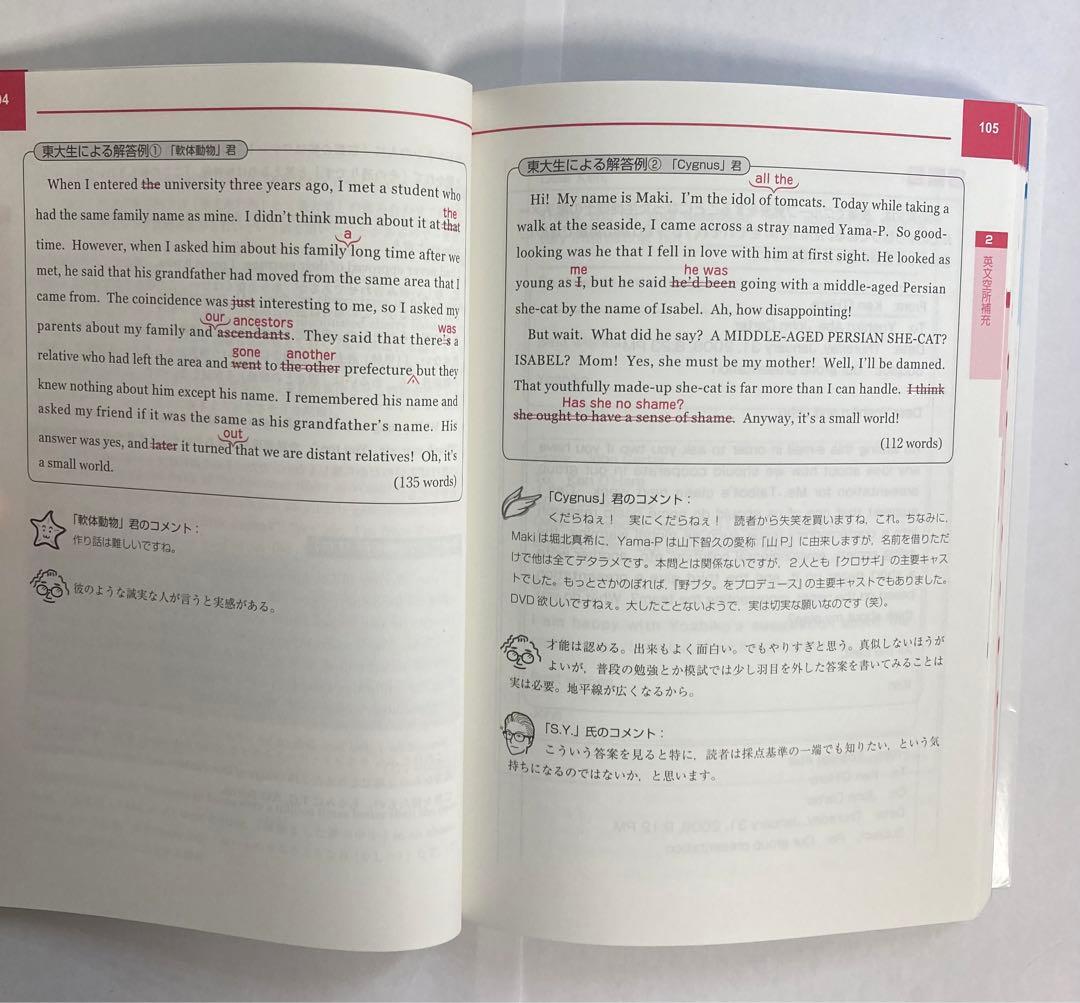 04
東大生による解答例① 「軟体動物」君
When I entered the university three years ago, I met a student who
had the same family name as mine. I didn't think much about it at that
the
time. However, when I asked him about his family long time after we
a
met, he said that his grandfather had moved from the same area that I
came from. The coincidence was just interesting to me, so I asked my
parents about my family and ascendants. They said that there's a
our ancestors
was
relative who had left the area and went to the other prefecture but they
gone
another
knew nothing about him except his name. I remembered his name and
asked my friend if it was the same as his grandfather's name. His
answer was yes, and later it turned that we are distant relatives! Oh, it's
out
a small world.
(135 words)
「軟体動物」君のコメント：
作り話は難しいですね。
彼のような誠実な人が言うと実感がある。
105
2
英文空所補充
東大生による解答例② 「Cygnus」君
all the
Hi! My name is Maki. I'm the idol of tomcats. Today while taking a
walk at the seaside, I came across a stray named Yama-P. So good-
looking was he that I fell in love with him at first sight. He looked as
me
he was
young as I, but he said he'd been going with a middle-aged Persian
she-cat by the name of Isabel. Ah, how disappointing!
But wait. What did he say? A MIDDLE-AGED PERSIAN SHE-CAT?
ISABEL? Mom! Yes, she must be my mother! Well, I'll be damned.
That youthfully made-up she-cat is far more than I can handle. I think
Has she no shame?
she ought to have a sense of shame. Anyway, it's a small world!
(112 words)
「Cygnus」君のコメント：
くだらねぇ！ 実にくだらねぇ！ 読者から失笑を買いますね，これ。ちなみに，
Makiは堀北真希に，Yama-Pは山下智久の愛称「山P」に由来しますが，名前を借りただ
けで他は全てデタラメです。本問とは関係ないですが，2人とも「クロサギ」の主要キャス
トでした。もっとさかのぼれば，「野ブタ。をプロデュース」の主要キャストでもありました。
DVD欲しいですねぇ。大したことないようで，実は切実な願いなのです（笑）。
才能は認める。出来もよく面白い。でもやりすぎと思う。真似しないほうが
よいが，普段の勉強とか模試では少し羽目を外した答案を書いてみることは
実は必要。地平線が広くなるから。
「S.Y.」氏のコメント：
こういう答案を見ると特に，読者は採点基準の一端でも知りたい，という気
持ちになるのではないか，と思います。